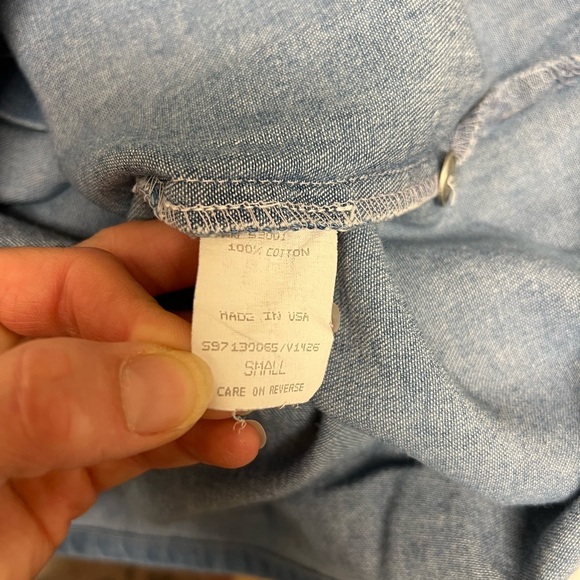 100% COTTON
MADE IN USA
S97130065/V1426
SMALL
CARE ON REVERSE